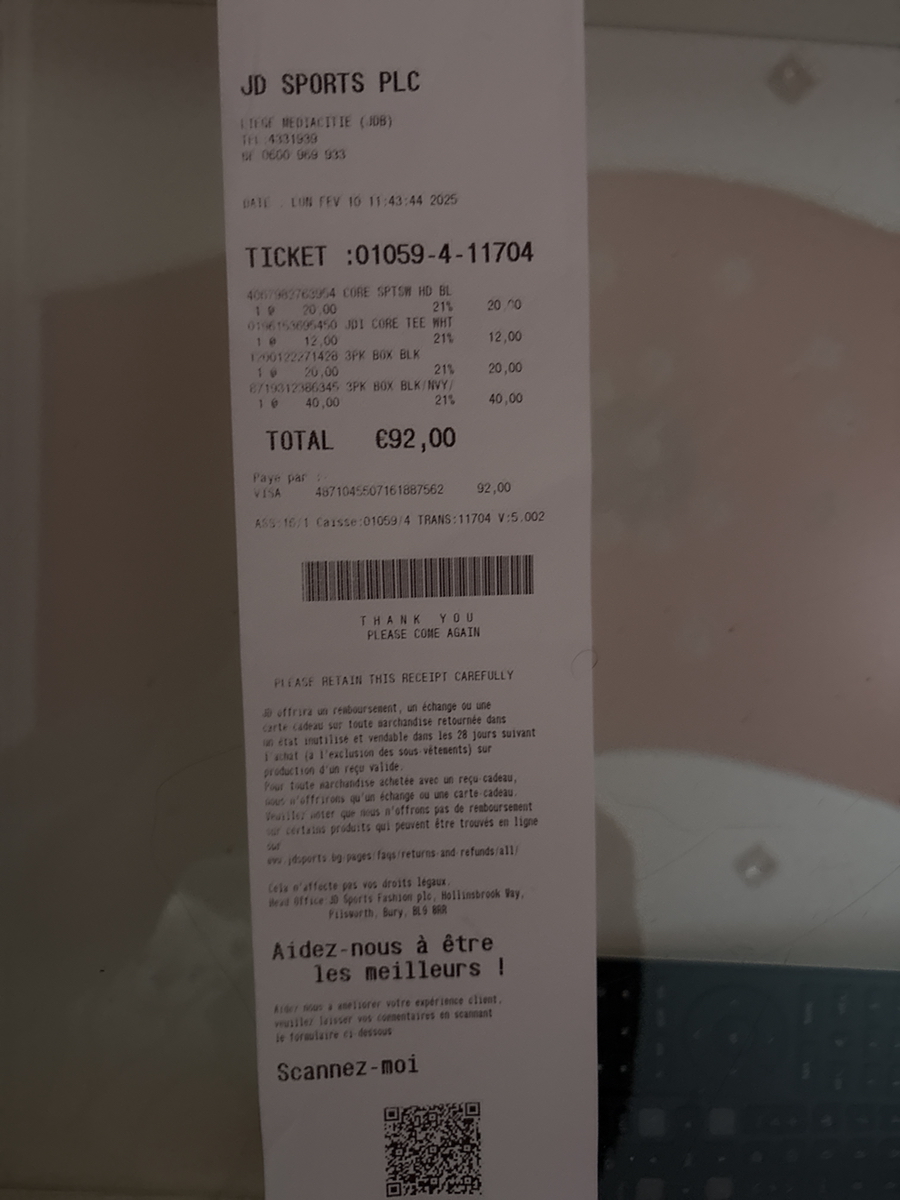 JD SPORTS PLC
LIEGE MEDIACITIE (JDB)
TEL 4331939
BE 0600 969 933
DATE : LUN FEV 10 11:43:44 2025
TICKET :01059-4-11704
CORE SPTSW HD BL
1 @ 20,00 21% 20,00
JD1 CORE TEE WHT
1 @ 12,00 21% 12,00
1200122271428 3PK BOX BLK
1 @ 20,00 21% 20,00
8719312386345 3PK BOX BLK/NVY/
1 @ 40,00 21% 40,00
TOTAL €92,00
Paye par :-
VISA 4871045507161887562 92,00
ASS:16/1 Caisse:01059/4 TRANS:11704 V:5.002
THANK YOU
PLEASE COME AGAIN
PLEASE RETAIN THIS RECEIPT CAREFULLY
JD offrira un remboursement, un échange ou une
carte cadeau sur toute marchandise retournée dans
un état inutilisé et vendable dans les 28 jours suivant
l'achat (à l'exclusion des sous-vêtements) sur
production d'un reçu valide.
Pour toute marchandise achetée avec un reçu-cadeau,
nous n'offrirons qu'un échange ou une carte-cadeau.
Veuillez noter que nous n'offrons pas de remboursement
sur certains produits qui peuvent être trouvés en ligne
sur
www.jdsports.bg/pages/faqs/returns-and-refunds/all/
Cela n'affecte pas vos droits légaux.
Head Office JD Sports Fashion plc, Hollinsbrook Way,
Pilsworth, Bury, BL9 8RR
Aidez-nous à être
les meilleurs !
Aidez nous à améliorer votre expérience client,
veuillez laisser vos commentaires en scannant
le formulaire ci dessous
Scannez-moi